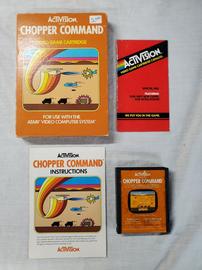 ACTIVISION
CHOPPER COMMAND
VIDEO GAME CARTRIDGE
FOR USE WITH THE
ATARI VIDEO COMPUTER SYSTEM
ACTIVISION
WE PUT YOU IN THE GAME.
ACTIVISION
CHOPPER COMMAND
INSTRUCTIONS
ACTIVISION
ACTIVISION
CHOPPER COMMAND